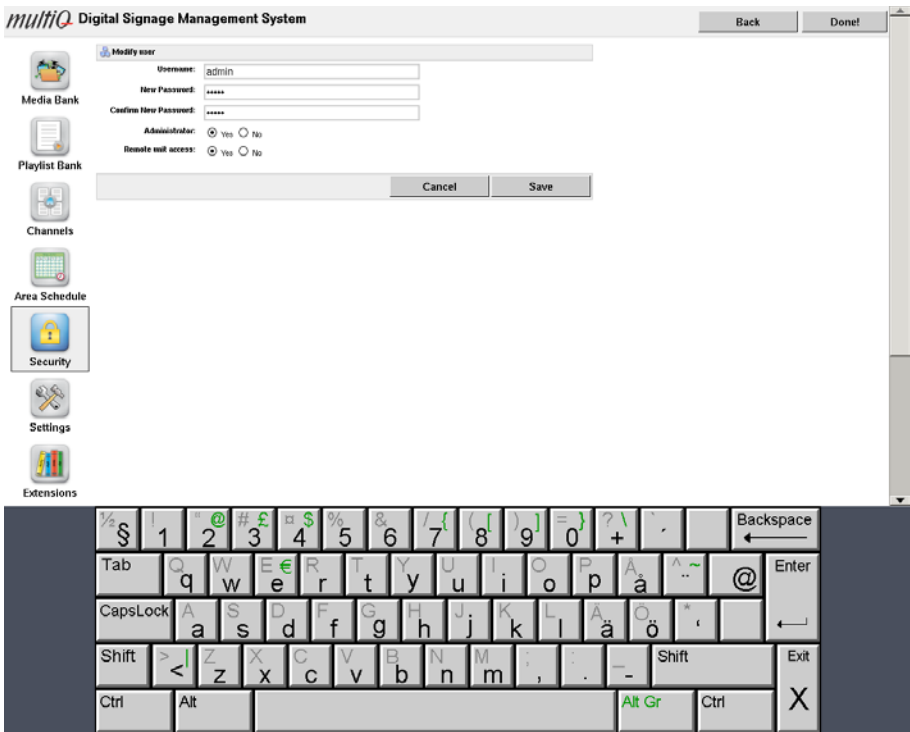 multiQ Digital Signage Management System Back Done!
Modify user
Username: admin
New Password: •••••
Confirm New Password: •••••
Administrator: Yes No
Remote unit access: Yes No
Cancel Save
Media Bank
Playlist Bank
Channels
Area Schedule
Security
Settings
Extensions
½ § ! 1 " @ 2 # £ 3 ¤ $ 4 % 5 & 6 / { 7 ( [ 8 ) ] 9 = } 0 ? \ + ` ´ Backspace
Tab Q q W w E € e R r T t Y y U u I i O o P p Å å ^ ~ ¨ @ Enter
CapsLock A a S s D d F f G g H h J j K k L l Ä ä Ö ö * ‘
Shift > < | Z z X x C c V v B b N n M m ; , : . _ - Shift Exit
Ctrl Alt Alt Gr Ctrl X